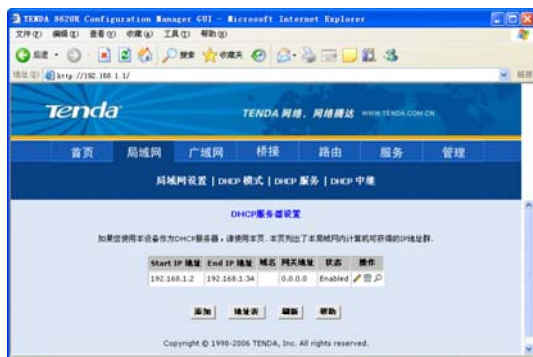 TENDA 8620R Configuration Manager GUI - Microsoft Internet Explorer
文件(F) 编辑(E) 查看(V) 收藏(A) 工具(T) 帮助(H)
后退 搜索 收藏夹
地址(D) http://192.168.1.1/ 链接
Tenda TENDA 网络，网络腾达 WWW.TENDA.COM.CN
首页 局域网 广域网 桥接 路由 服务 管理
局域网设置 | DHCP 模式 | DHCP 服务 | DHCP 中继
DHCP服务器设置
如果您使用本设备作为DHCP服务器，请使用本页. 本页列出了本局域网内计算机可获得的IP地址群.
Start IP 地址 End IP 地址 域名 网关地址 状态 操作
192.168.1.2 192.168.1.34 0.0.0.0 Enabled
添加 地址表 刷新 帮助
Copyright © 1998-2006 TENDA, Inc. All rights reserved.